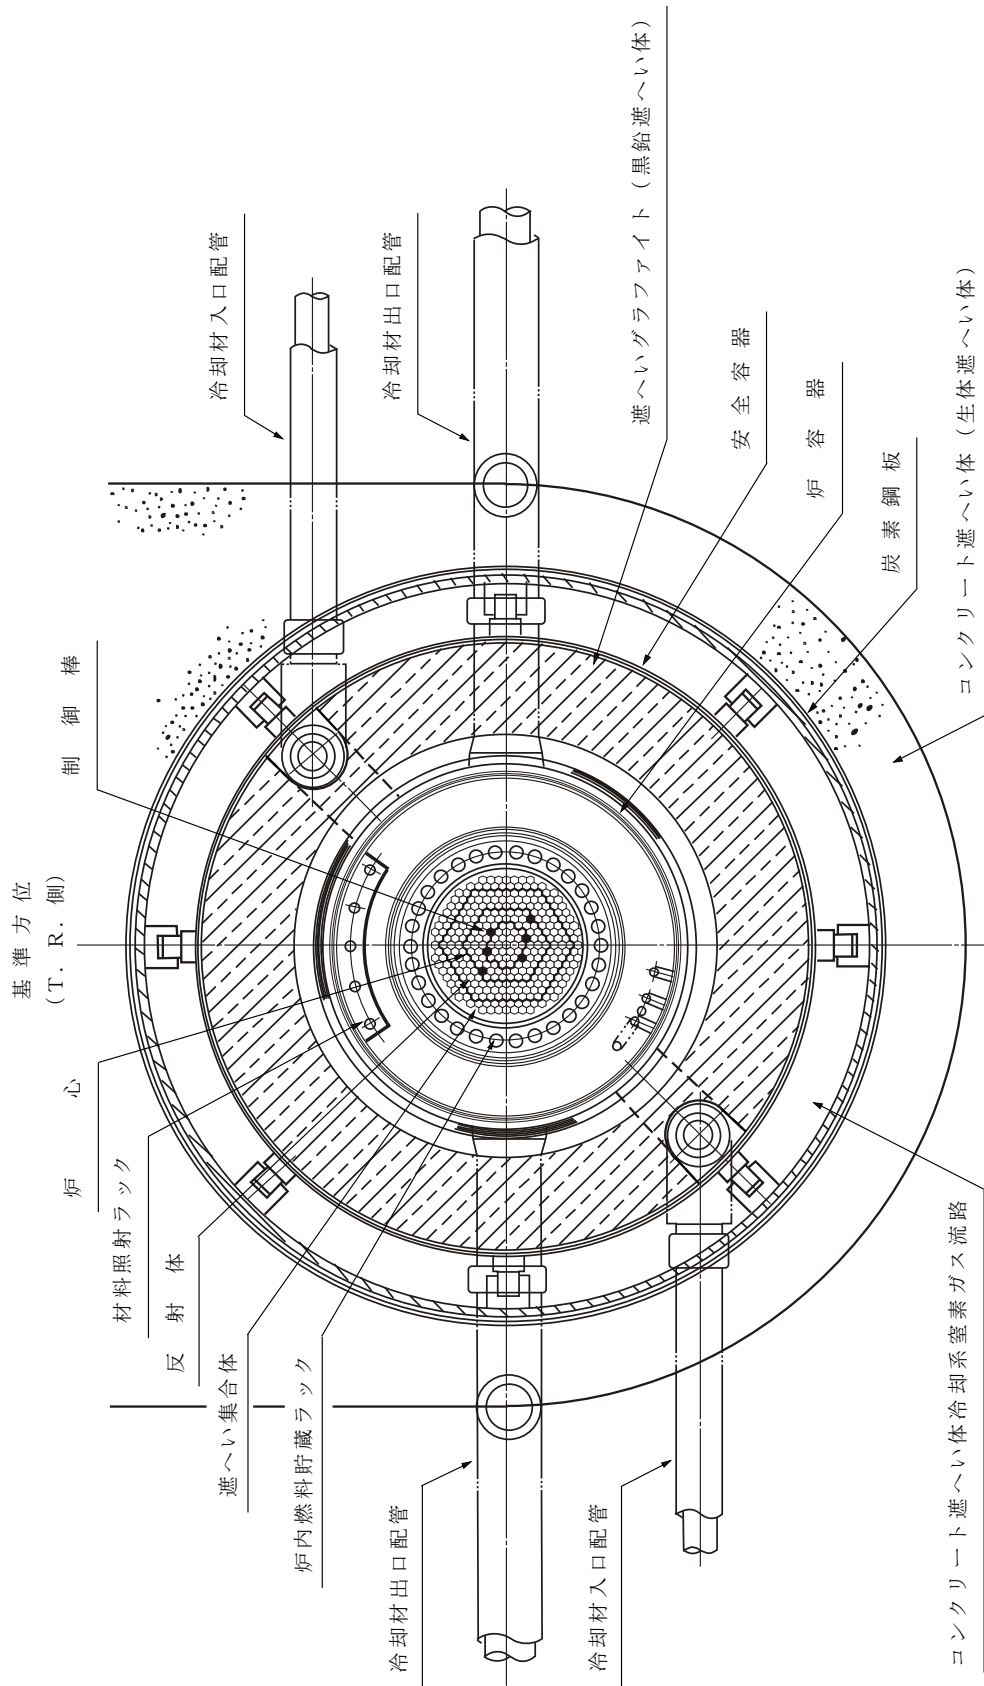 基準方位
(T. R. 側)
制御棒
炉心
材料照射ラック
反射体
遮へい集合体
炉内燃料貯蔵ラック
冷却材入口配管
冷却材出口配管
遮へいグラファイト (黒鉛遮へい体)
安全容器
炉容器
炭素鋼板
コンクリート遮へい体 (生体遮へい体)
冷却材出口配管
冷却材入口配管
コンクリート遮へい体冷却系窒素ガス流路